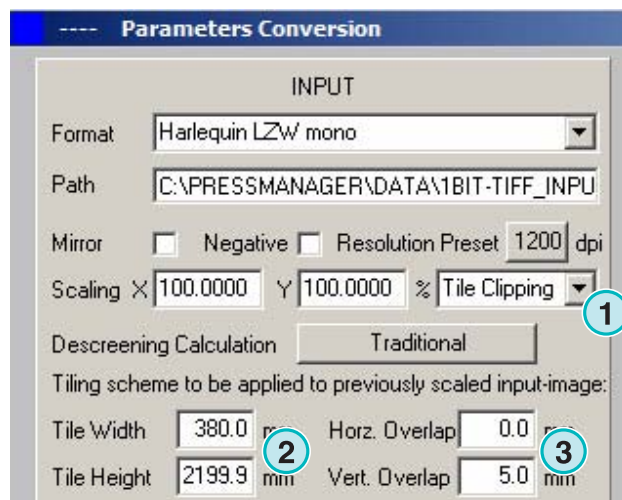 ---- Parameters Conversion
INPUT
Format Harlequin LZW mono
Path C:\PRESSMANAGER\DATA\1BIT-TIFF_INPU
Mirror Negative Resolution Preset 1200 dpi
Scaling X 100.0000 Y 100.0000 % Tile Clipping
1
Descreening Calculation Traditional
Tiling scheme to be applied to previously scaled input-image:
Tile Width 380.0 mm Horz. Overlap 0.0 mm
2 3
Tile Height 2199.9 mm Vert. Overlap 5.0 mm